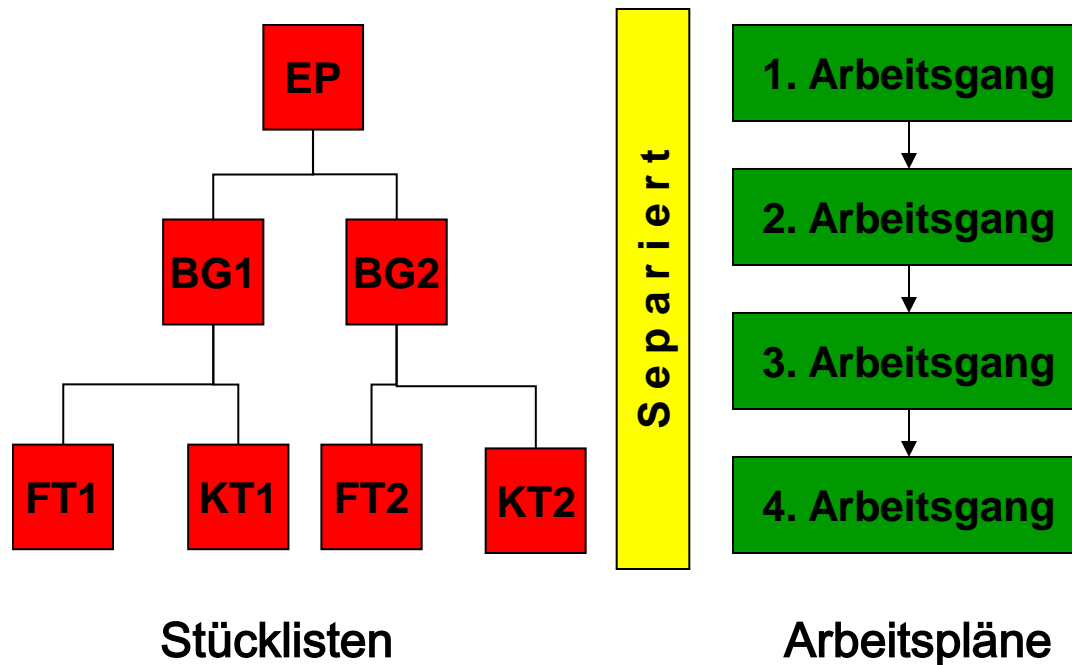 EP
BG1
BG2
FT1
KT1
FT2
KT2
Stücklisten
Separiert
1. Arbeitsgang
2. Arbeitsgang
3. Arbeitsgang
4. Arbeitsgang
Arbeitspläne